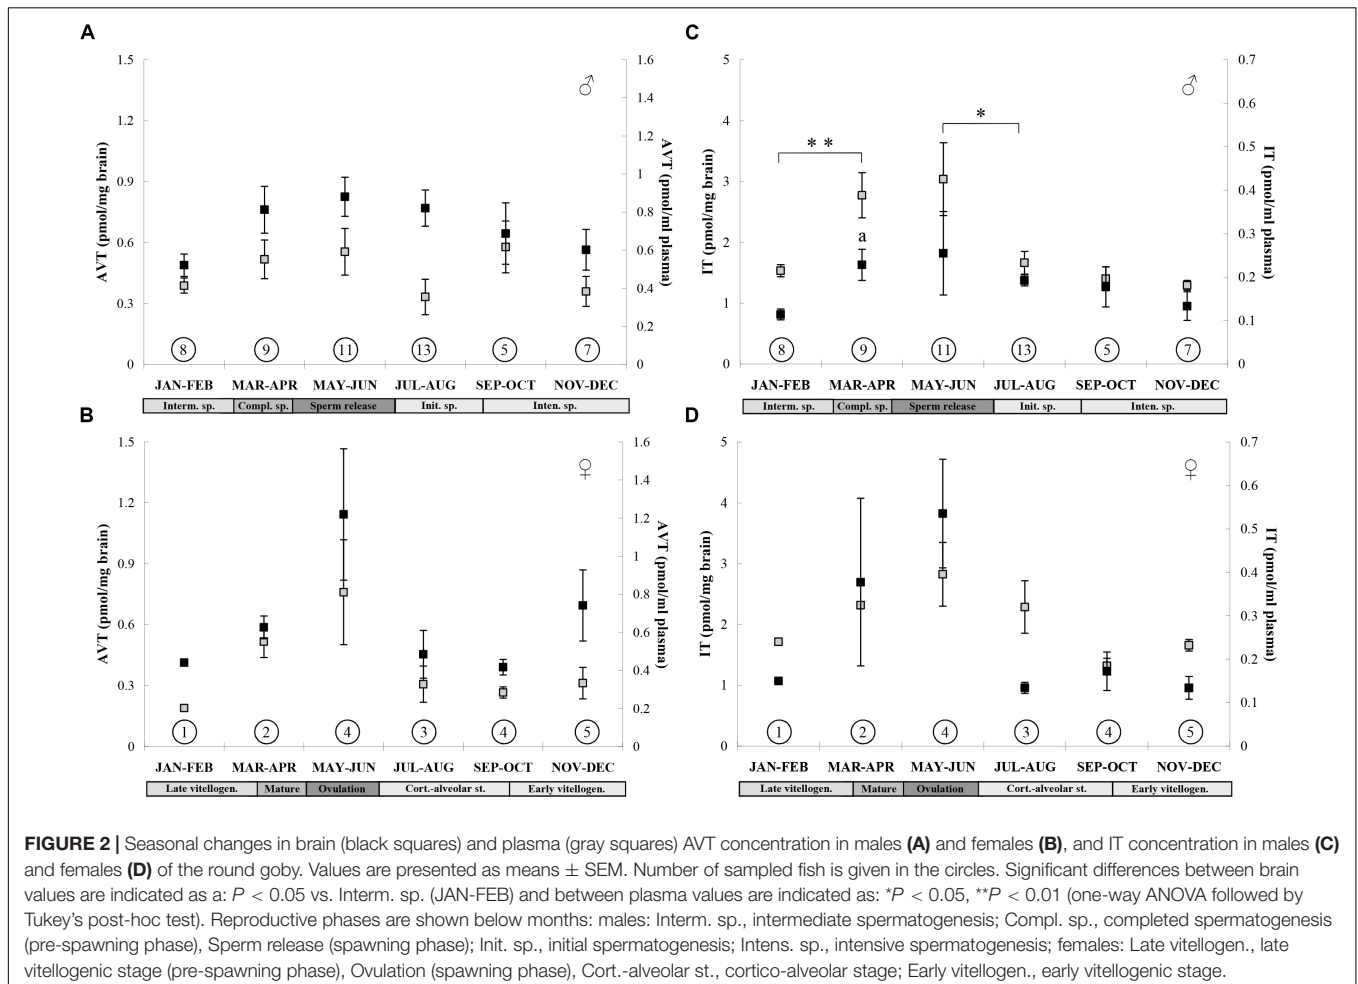 A
C
1.5
1.2
0.9
0.6
0.3
0
AVT (pmol/mg brain)
1.6
1.4
1.2
1
0.8
0.6
0.4
0.2
0
AVT (pmol/ml plasma)
♂
8 9 11 13 5 7
JAN-FEB MAR-APR MAY-JUN JUL-AUG SEP-OCT NOV-DEC
Interm. sp. Compl. sp. Sperm release Init. sp. Inten. sp.
5
4
3
2
1
0
IT (pmol/mg brain)
0.7
0.6
0.5
0.4
0.3
0.2
0.1
0
IT (pmol/ml plasma)
♂
* *
*
a
8 9 11 13 5 7
JAN-FEB MAR-APR MAY-JUN JUL-AUG SEP-OCT NOV-DEC
Interm. sp. Compl. sp. Sperm release Init. sp. Inten. sp.
B
D
1.5
1.2
0.9
0.6
0.3
0
AVT (pmol/mg brain)
1.6
1.4
1.2
1
0.8
0.6
0.4
0.2
0
AVT (pmol/ml plasma)
♀
1 2 4 3 4 5
JAN-FEB MAR-APR MAY-JUN JUL-AUG SEP-OCT NOV-DEC
Late vitellogen. Mature Ovulation Cort.-alveolar st. Early vitellogen.
5
4
3
2
1
0
IT (pmol/mg brain)
0.7
0.6
0.5
0.4
0.3
0.2
0.1
0
IT (pmol/ml plasma)
♀
1 2 4 3 4 5
JAN-FEB MAR-APR MAY-JUN JUL-AUG SEP-OCT NOV-DEC
Late vitellogen. Mature Ovulation Cort.-alveolar st. Early vitellogen.
FIGURE 2 | Seasonal changes in brain (black squares) and plasma (gray squares) AVT concentration in males (A) and females (B), and IT concentration in males (C)
and females (D) of the round goby. Values are presented as means ± SEM. Number of sampled fish is given in the circles. Significant differences between brain
values are indicated as a: P < 0.05 vs. Interm. sp. (JAN-FEB) and between plasma values are indicated as: *P < 0.05, **P < 0.01 (one-way ANOVA followed by
Tukey's post-hoc test). Reproductive phases are shown below months: males: Interm. sp., intermediate spermatogenesis; Compl. sp., completed spermatogenesis
(pre-spawning phase), Sperm release (spawning phase); Init. sp., initial spermatogenesis; Intens. sp., intensive spermatogenesis; females: Late vitellogen., late
vitellogenic stage (pre-spawning phase), Ovulation (spawning phase), Cort.-alveolar st., cortico-alveolar stage; Early vitellogen., early vitellogenic stage.